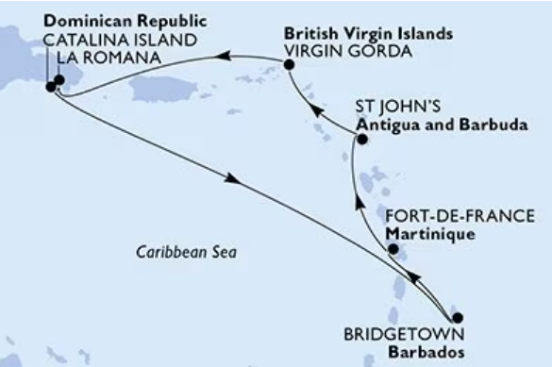 Dominican Republic
CATALINA ISLAND
LA ROMANA
British Virgin Islands
VIRGIN GORDA
ST JOHN'S
Antigua and Barbuda
FORT-DE-FRANCE
Martinique
Caribbean Sea
BRIDGETOWN
Barbados